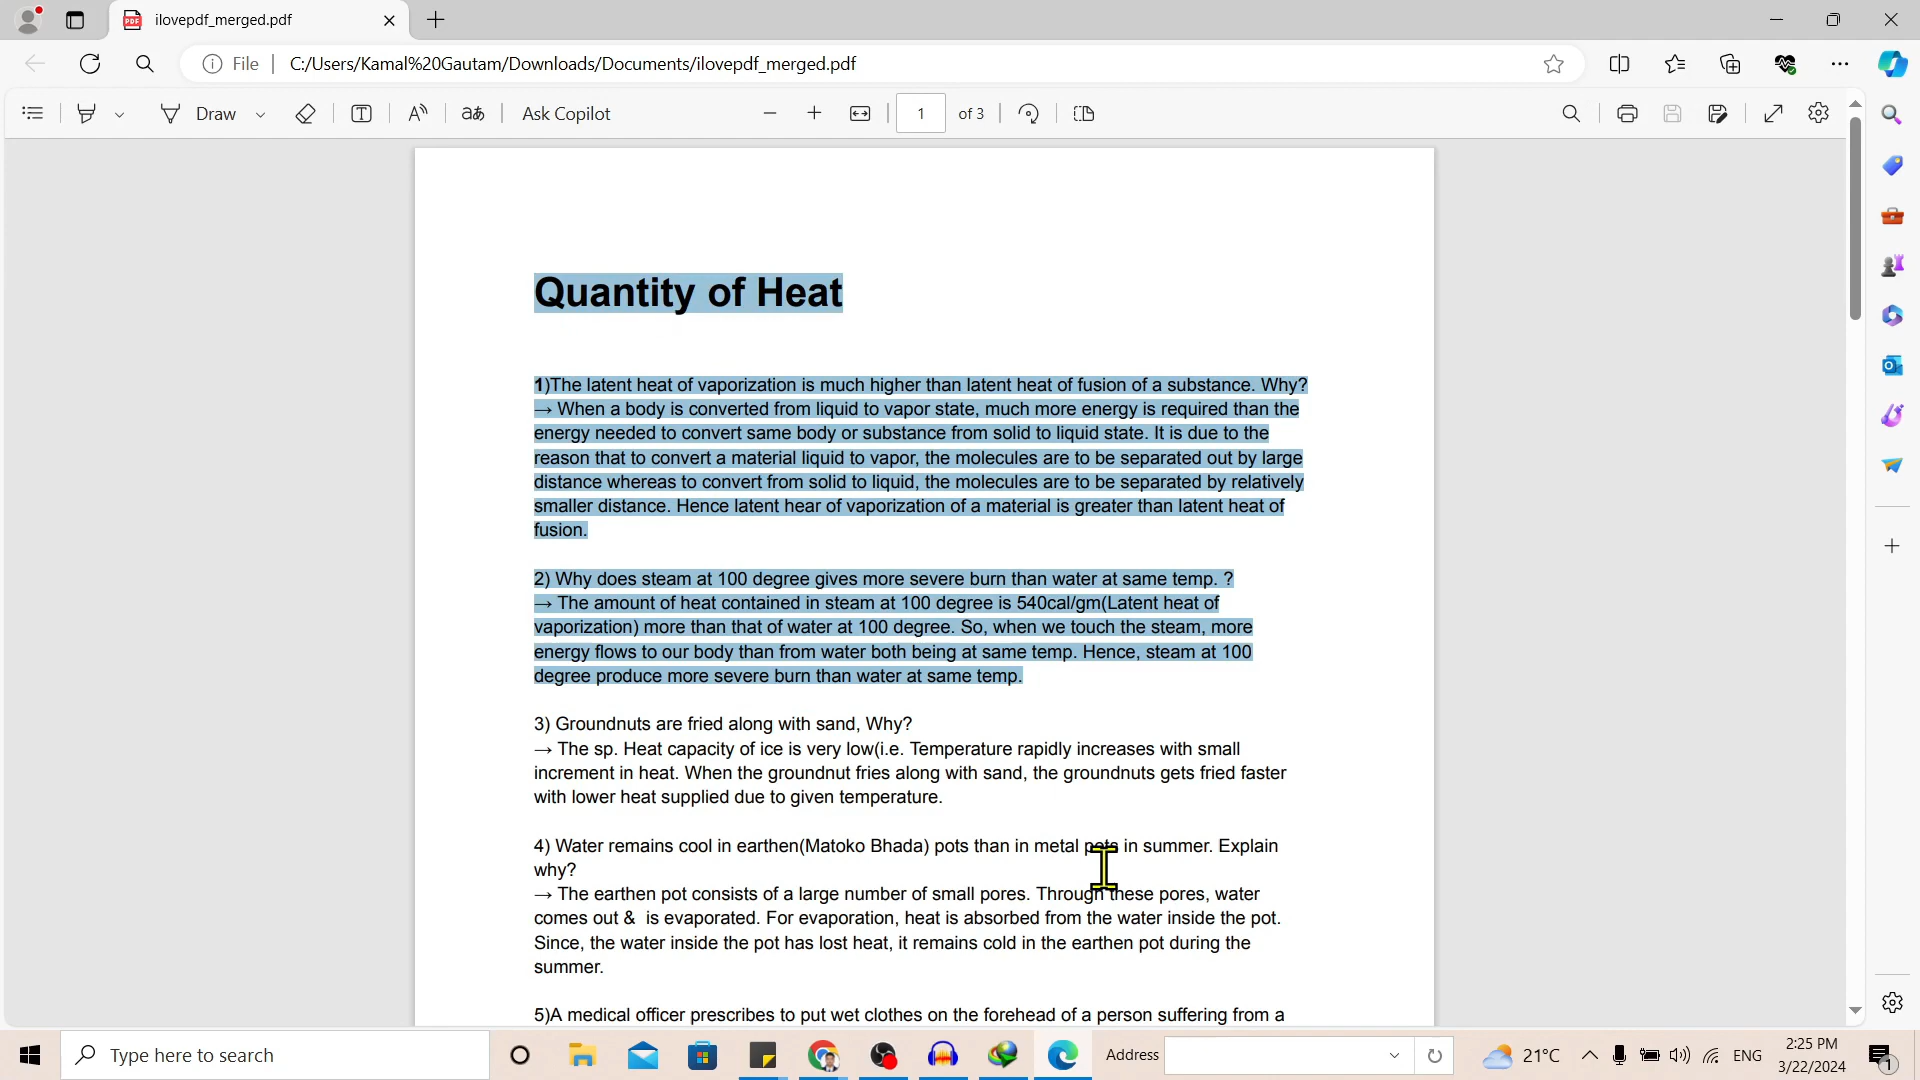 ilovepdf_merged.pdf
File
C:/Users/Kamal%20Gautam/Downloads/Documents/ilovepdf_merged.pdf
Draw
aあ
Ask Copilot
1 of 3
Quantity of Heat
1)The latent heat of vaporization is much higher than latent heat of fusion of a substance. Why?
→ When a body is converted from liquid to vapor state, much more energy is required than the
energy needed to convert same body or substance from solid to liquid state. It is due to the
reason that to convert a material liquid to vapor, the molecules are to be separated out by large
distance whereas to convert from solid to liquid, the molecules are to be separated by relatively
smaller distance. Hence latent hear of vaporization of a material is greater than latent heat of
fusion.
2) Why does steam at 100 degree gives more severe burn than water at same temp. ?
→ The amount of heat contained in steam at 100 degree is 540cal/gm(Latent heat of
vaporization) more than that of water at 100 degree. So, when we touch the steam, more
energy flows to our body than from water both being at same temp. Hence, steam at 100
degree produce more severe burn than water at same temp.
3) Groundnuts are fried along with sand, Why?
→ The sp. Heat capacity of ice is very low(i.e. Temperature rapidly increases with small
increment in heat. When the groundnut fries along with sand, the groundnuts gets fried faster
with lower heat supplied due to given temperature.
4) Water remains cool in earthen(Matoko Bhada) pots than in metal pots in summer. Explain
why?
→ The earthen pot consists of a large number of small pores. Through these pores, water
comes out &  is evaporated. For evaporation, heat is absorbed from the water inside the pot.
Since, the water inside the pot has lost heat, it remains cold in the earthen pot during the
summer.
5)A medical officer prescribes to put wet clothes on the forehead of a person suffering from a
Type here to search
Address
21°C
ENG
2:25 PM
3/22/2024
1